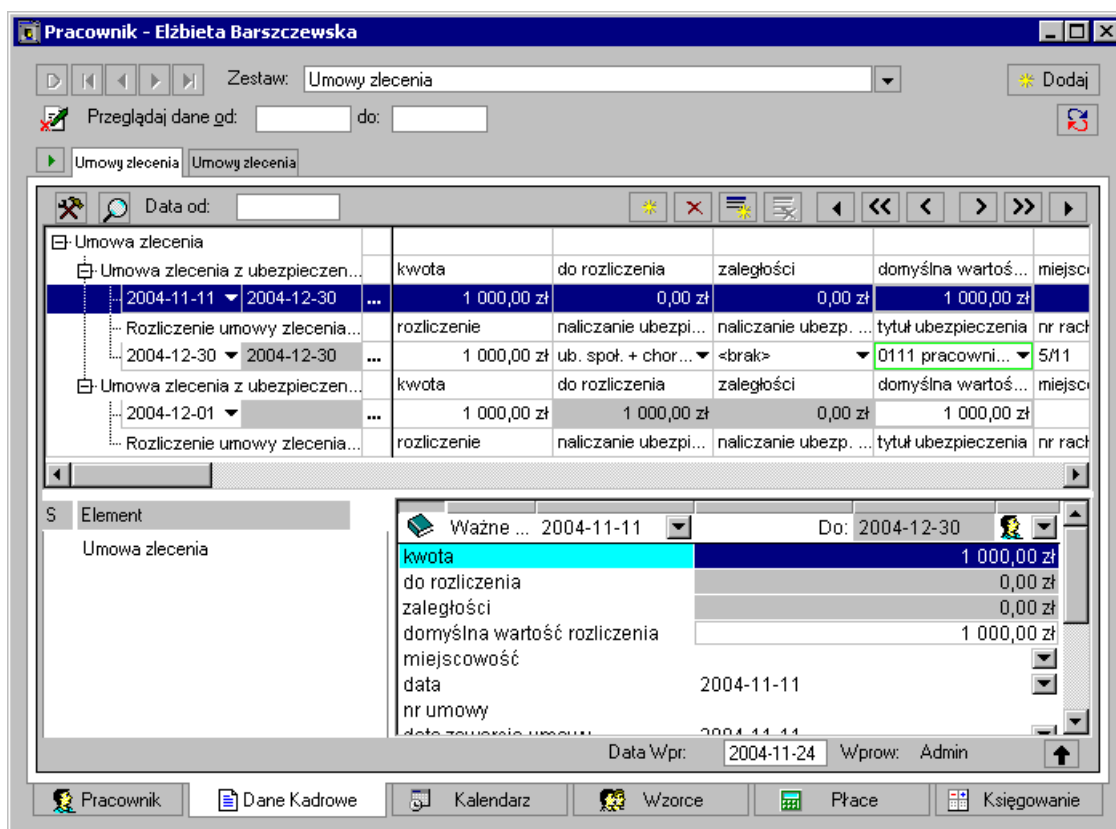 Pracownik - Elżbieta Barszczewska
Zestaw: Umowy zlecenia Dodaj
Przeglądaj dane od: do:
Umowy zlecenia Umowy zlecenia
Data od:
Umowa zlecenia
Umowa zlecenia z ubezpieczen... kwota do rozliczenia zaległości domyślna wartoś... miejsc
2004-11-11 2004-12-30 ... 1 000,00 zł 0,00 zł 0,00 zł 1 000,00 zł
Rozliczenie umowy zlecenia... rozliczenie naliczanie ubezpi... naliczanie ubezp. ... tytuł ubezpieczenia nr rach
2004-12-30 2004-12-30 ... 1 000,00 zł ub. społ. + chor... <brak> 0111 pracowni... 5/11
Umowa zlecenia z ubezpieczen... kwota do rozliczenia zaległości domyślna wartoś... miejsc
2004-12-01 ... 1 000,00 zł 1 000,00 zł 0,00 zł 1 000,00 zł
Rozliczenie umowy zlecenia... rozliczenie naliczanie ubezpi... naliczanie ubezp. ... tytuł ubezpieczenia nr rach
S Element
Umowa zlecenia
Ważne ... 2004-11-11 Do: 2004-12-30
kwota 1 000,00 zł
do rozliczenia 0,00 zł
zaległości 0,00 zł
domyślna wartość rozliczenia 1 000,00 zł
miejscowość
data 2004-11-11
nr umowy
data zawarcia umowy 2004-11-11
Data Wpr: 2004-11-24 Wprow: Admin
Pracownik Dane Kadrowe Kalendarz Wzorce Płace Księgowanie